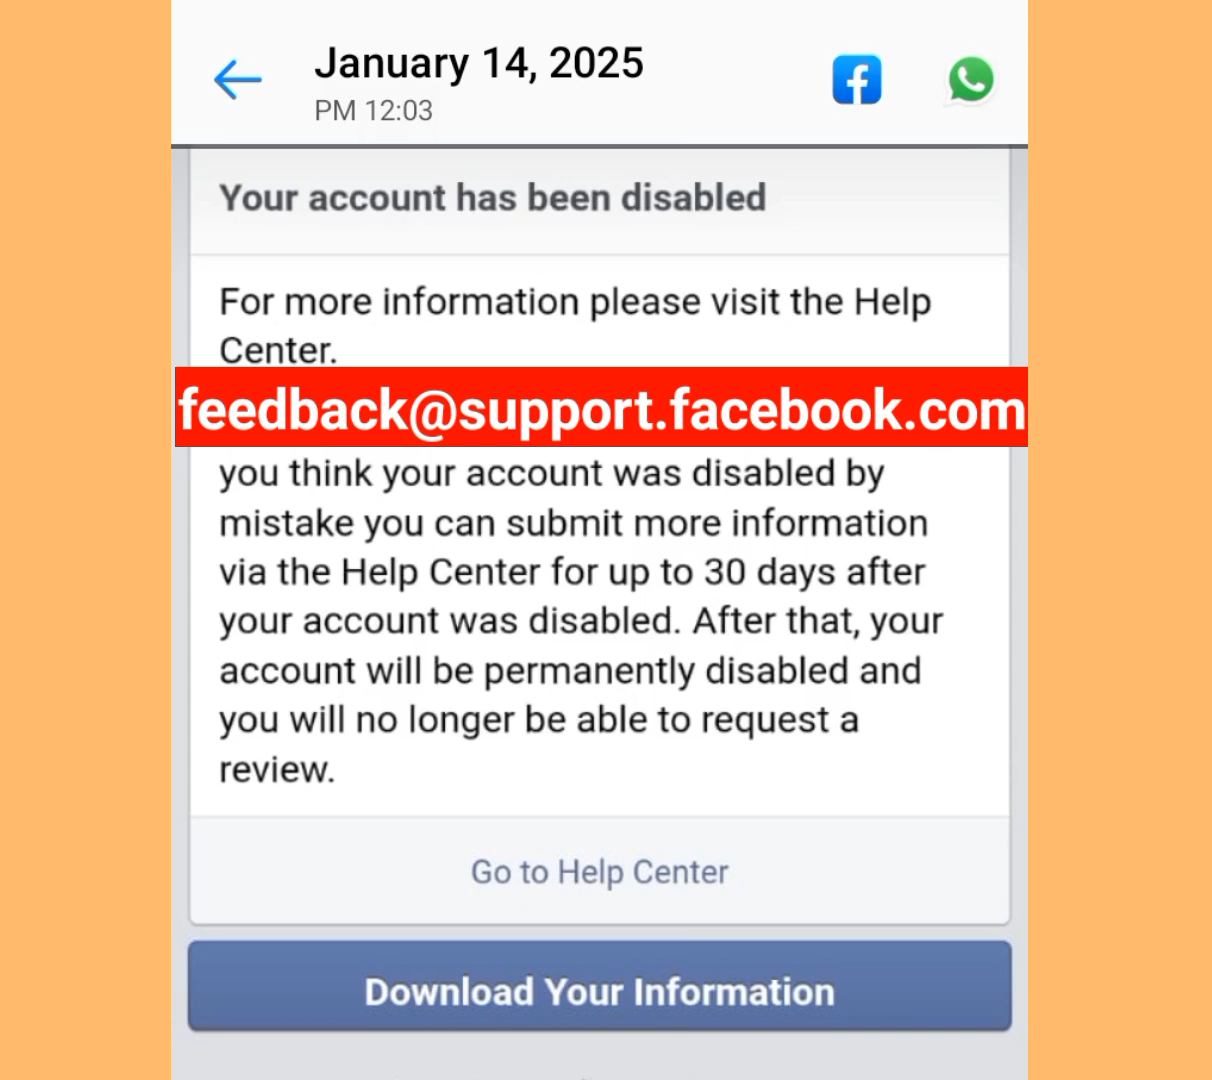 January 14, 2025
PM 12:03
Your account has been disabled
For more information please visit the Help
Center.
feedback@support.facebook.com
you think your account was disabled by
mistake you can submit more information
via the Help Center for up to 30 days after
your account was disabled. After that, your
account will be permanently disabled and
you will no longer be able to request a
review.
Go to Help Center
Download Your Information